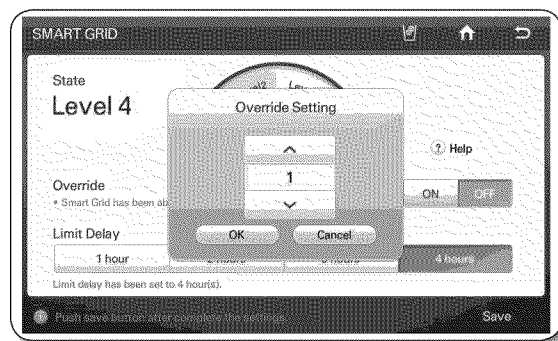 SMART GRID
State
Level 4
Override Setting
Help
1
Override
ON OFF
* Smart Grid has been
OK Cancel
Limit Delay
1 hour 4 hours
Limit delay has been set to 4 hour(s).
Push save button after complete the settings.
Save